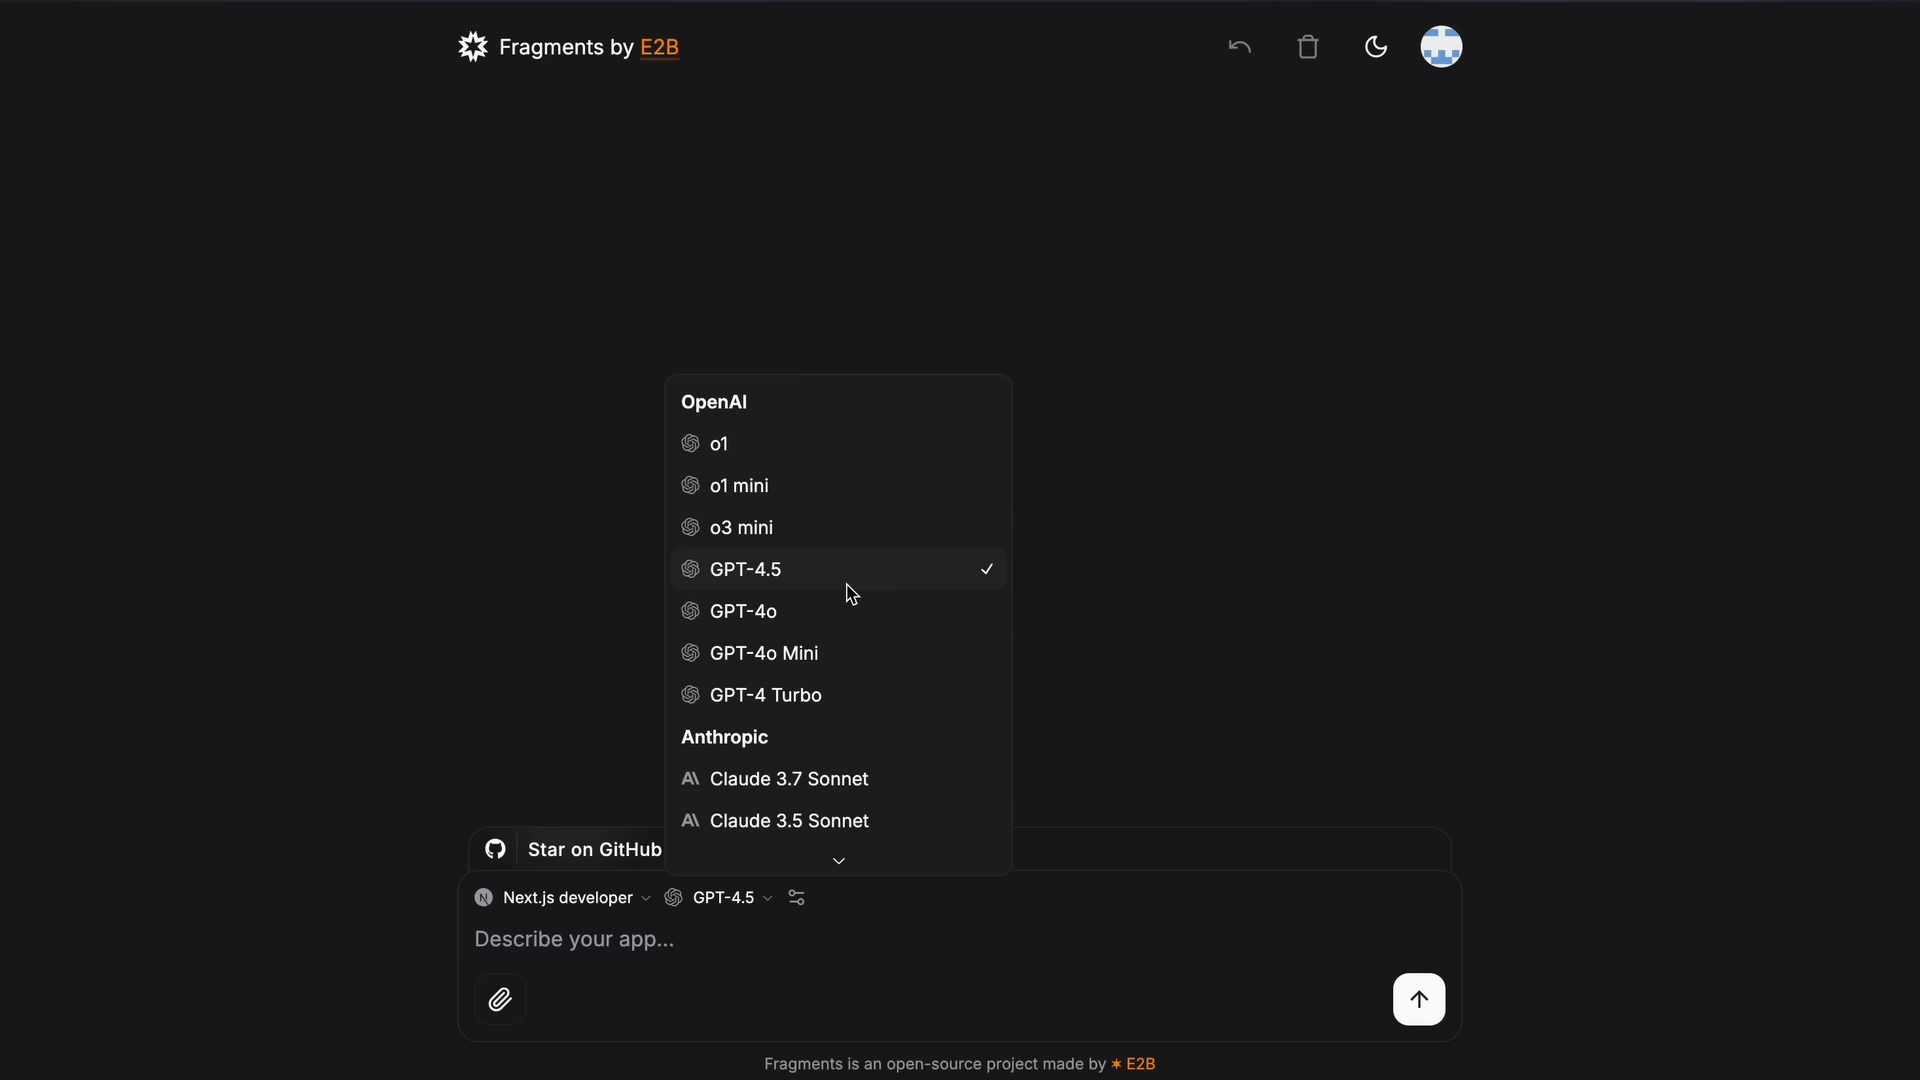 Fragments by E2B
OpenAI
o1
o1 mini
o3 mini
GPT-4.5
GPT-4o
GPT-4o Mini
GPT-4 Turbo
Anthropic
Claude 3.7 Sonnet
Claude 3.5 Sonnet
Star on GitHub
Next.js developer GPT-4.5
Describe your app...
Fragments is an open-source project made by ✶ E2B